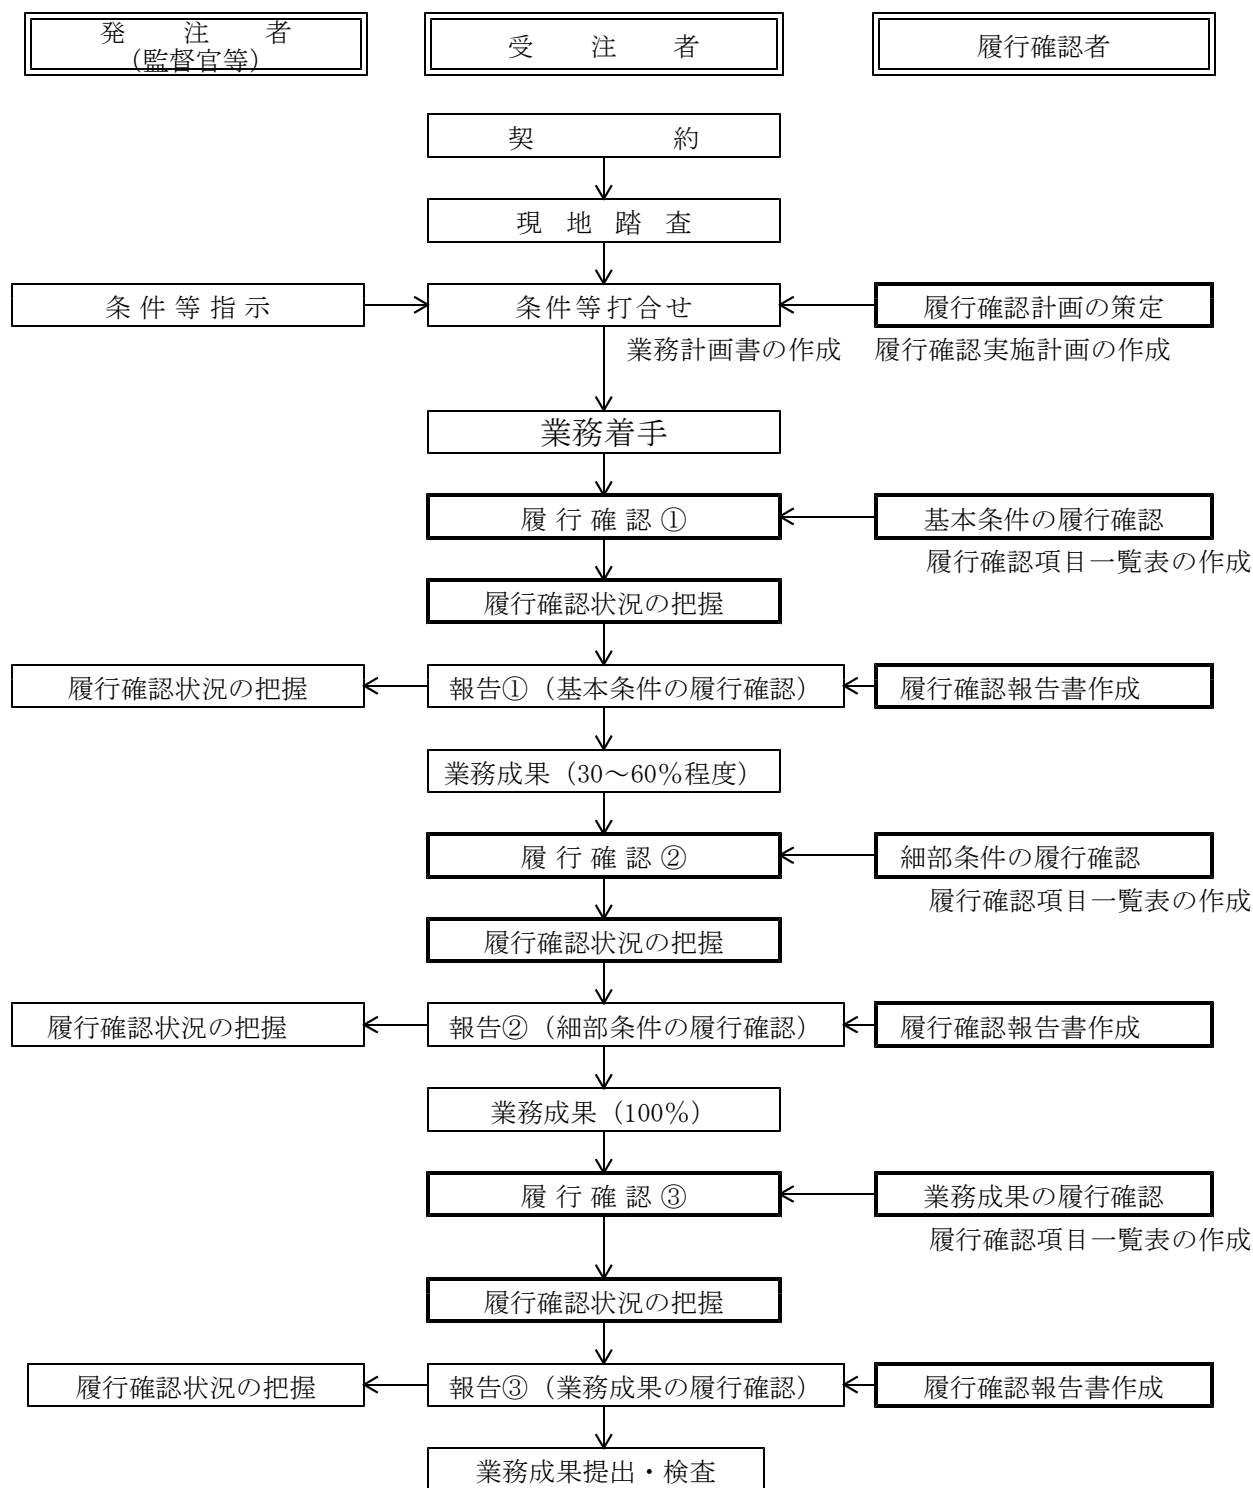 発 注 者
(監督官等)
受 注 者
履行確認者
契 約
現 地 踏 査
条 件 等 指 示
条件等打合せ
履行確認計画の策定
業務計画書の作成
履行確認実施計画の作成
業務着手
履 行 確 認 ①
基本条件の履行確認
履行確認項目一覧表の作成
履行確認状況の把握
履行確認状況の把握
報告①(基本条件の履行確認)
履行確認報告書作成
業務成果(30～60%程度)
履 行 確 認 ②
細部条件の履行確認
履行確認項目一覧表の作成
履行確認状況の把握
履行確認状況の把握
報告②(細部条件の履行確認)
履行確認報告書作成
業務成果(100%)
履 行 確 認 ③
業務成果の履行確認
履行確認項目一覧表の作成
履行確認状況の把握
履行確認状況の把握
報告③(業務成果の履行確認)
履行確認報告書作成
業務成果提出・検査